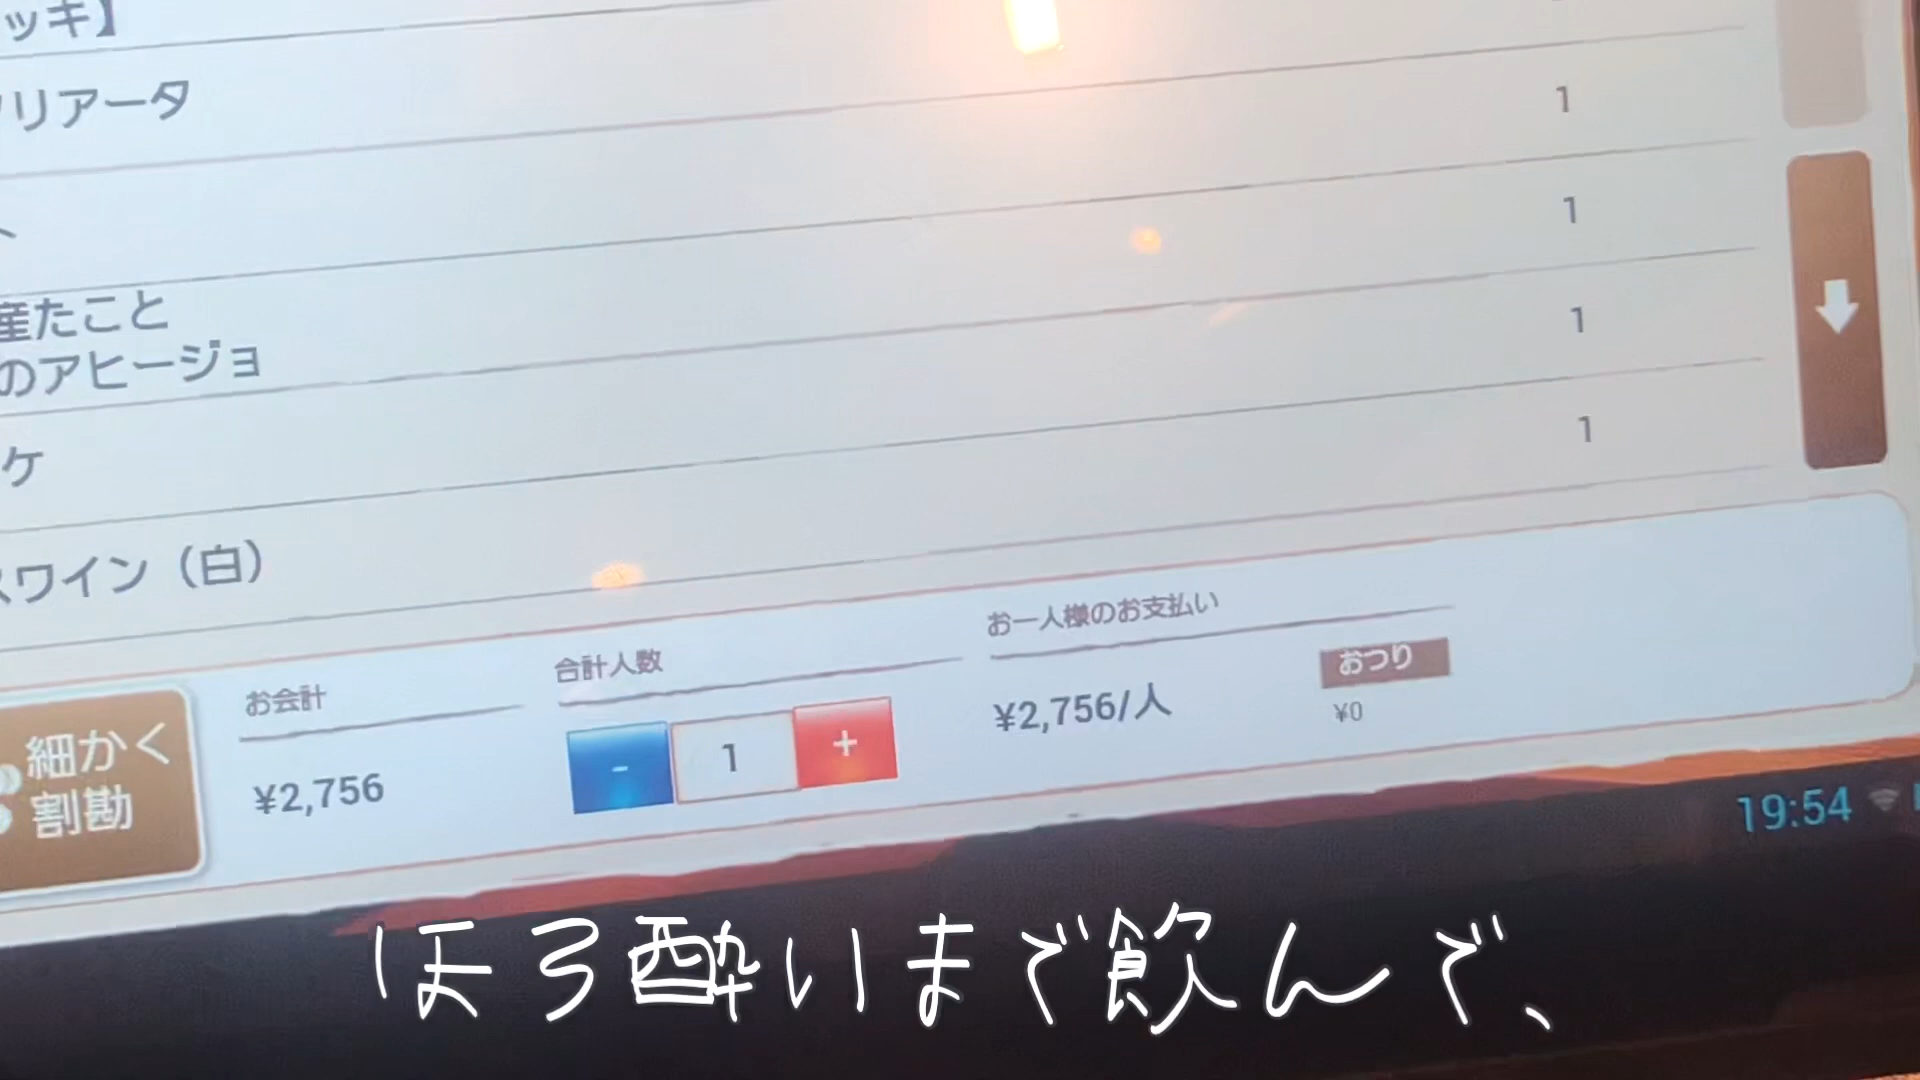 ッキ】
リアータ
1
1
産たこと
のアヒージョ
1
ケ
1
スワイン（白）
細かく
割勘
お会計
¥2,756
合計人数
-
1
+
お一人様のお支払い
¥2,756/人
おつり
¥0
19:54
ほろ酔いまで飲んで、